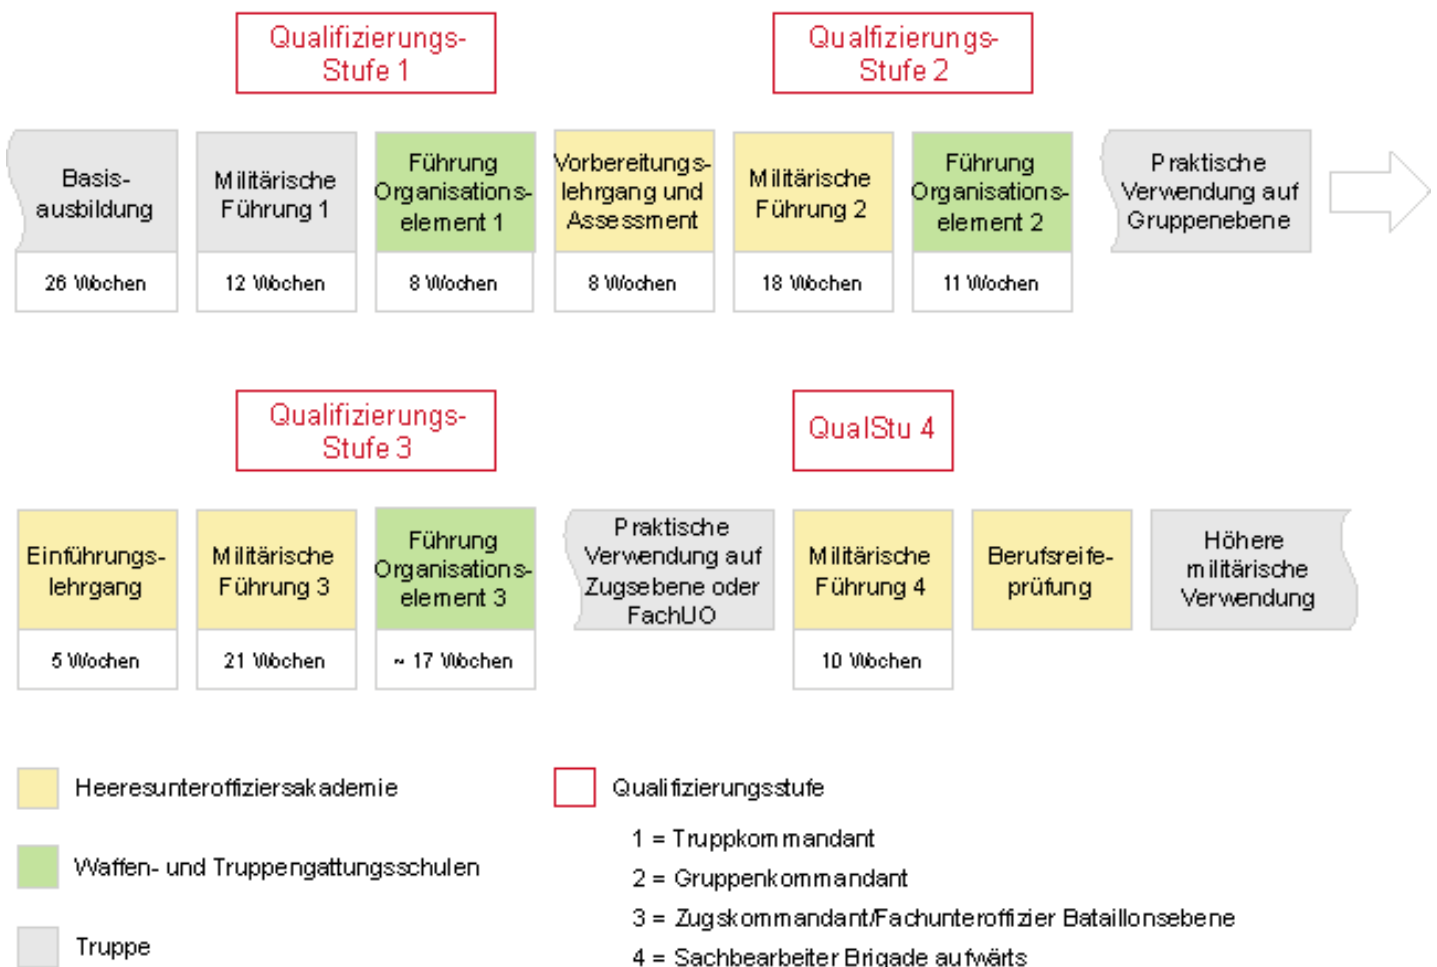 Qualifizierungs-
Stufe 1
Qualfizierungs-
Stufe 2
Basis-
ausbildung
26 Wochen
Militärische
Führung 1
12 Wochen
Führung
Organisations-
element 1
8 Wochen
Vorbereitungs-
lehrgang und
Assessment
8 Wochen
Militärische
Führung 2
18 Wochen
Führung
Organisations-
element 2
11 Wochen
Praktische
Verwendung auf
Gruppenebene
Qualifizierungs-
Stufe 3
QualStu 4
Einführungs-
lehrgang
5 Wochen
Militärische
Führung 3
21 Wochen
Führung
Organisations-
element 3
~ 17 Wochen
Praktische
Verwendung auf
Zugsebene oder
FachUO
Militärische
Führung 4
10 Wochen
Berufsreife-
prüfung
Höhere
militärische
Verwendung
Heeresunteroffiziersakademie
Waffen- und Truppengattungsschulen
Truppe
Qualifizierungsstufe
1 = Truppkommandant
2 = Gruppenkommandant
3 = Zugskommandant/Fachunteroffizier Bataillonsebene
4 = Sachbearbeiter Brigade aufwärts